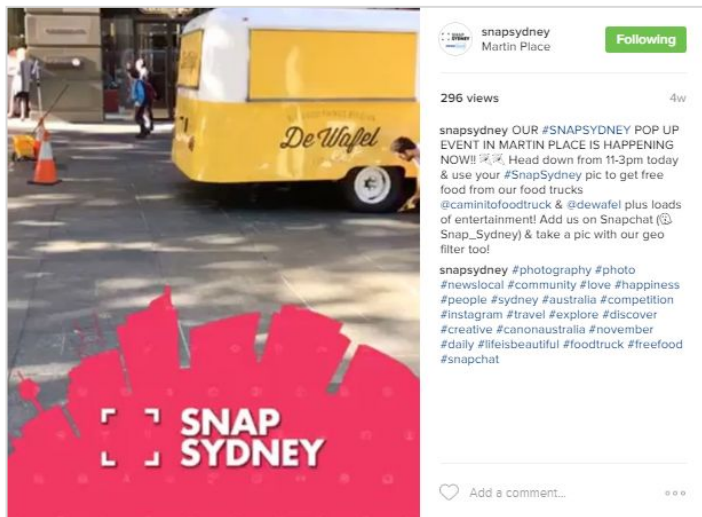 De Wafel
SNAP
SYDNEY
snapsydney
Martin Place
Following
296 views
4w
snapsydney OUR #SNAPSYDNEY POP UP
EVENT IN MARTIN PLACE IS HAPPENING
NOW!! Head down from 11-3pm today
& use your #SnapSydney pic to get free
food from our food trucks
@caminitofoodtruck & @dewafel plus loads
of entertainment! Add us on Snapchat (
Snap_Sydney) & take a pic with our geo
filter too!
snapsydney #photography #photo
#newslocal #community #love #happiness
#people #sydney #australia #competition
#instagram #travel #explore #discover
#creative #canonaustralia #november
#daily #lifeisbeautiful #foodtruck #freefood
#snapchat
Add a comment...